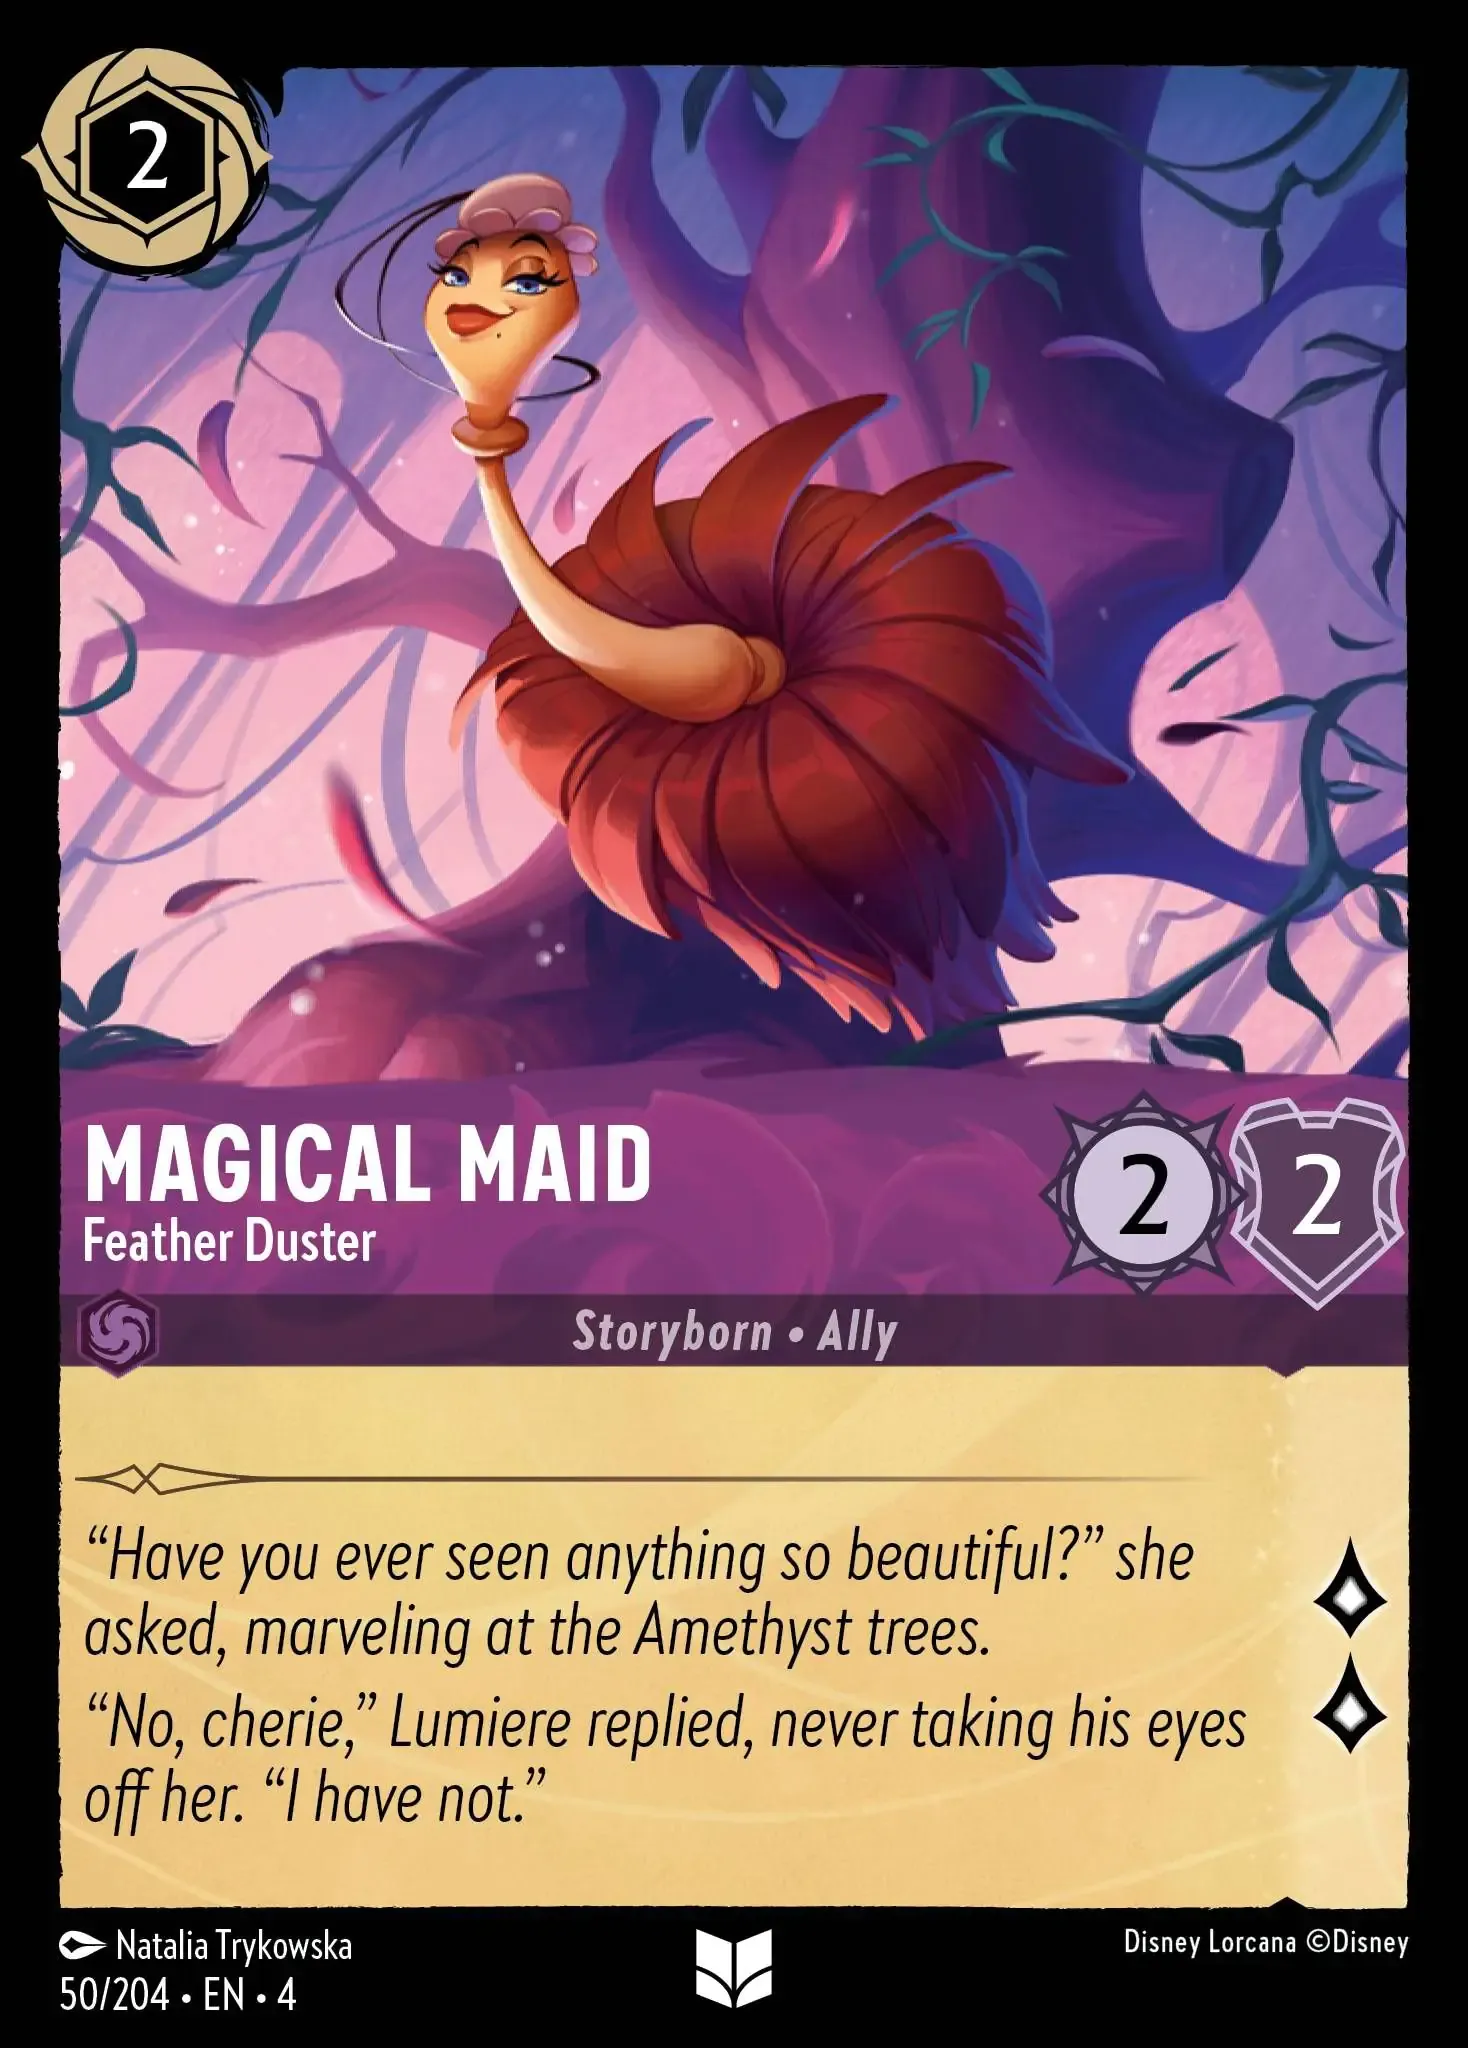 2
MAGICAL MAID
Feather Duster
2 2
Storyborn • Ally
“Have you ever seen anything so beautiful?” she
asked, marveling at the Amethyst trees.
“No, cherie,” Lumiere replied, never taking his eyes
off her. “I have not.”
Natalia Trykowska
50/204 • EN • 4
Disney Lorcana ©Disney